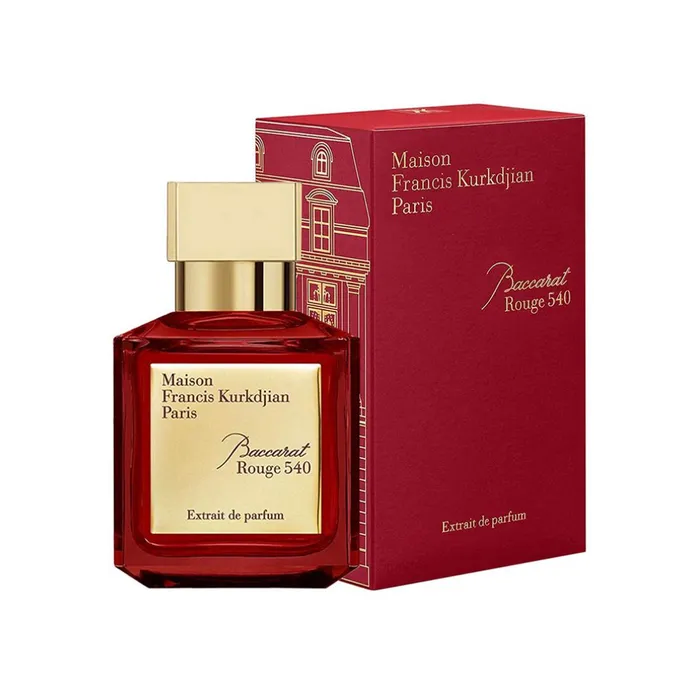 Maison
Francis Kurkdjian
Paris
Baccarat
Rouge 540
Extrait de parfum
Maison
Francis Kurkdjian
Paris
Baccarat
Rouge 540
Extrait de parfum